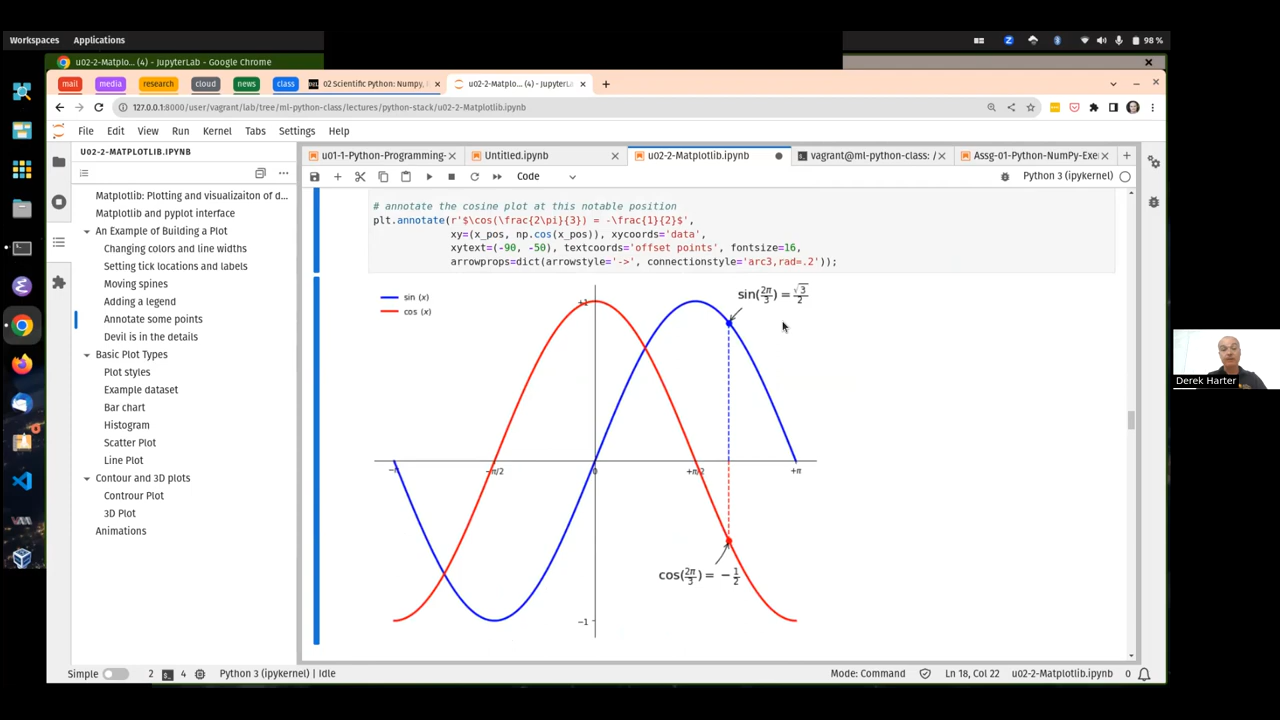 Workspaces Applications
98 %
u02-2-Matplo... (4) - JupyterLab - Google Chrome
mail media research cloud news class 02 Scientific Python: Numpy, u02-2-Matplo... (4) - JupyterLa
127.0.0.1:8000/user/vagrant/lab/tree/ml-python-class/lectures/python-stack/u02-2-Matplotlib.ipynb
File Edit View Run Kernel Tabs Settings Help
U02-2-MATPLOTLIB.IPYNB
u01-1-Python-Programming- Untitled.ipynb u02-2-Matplotlib.ipynb vagrant@ml-python-class: / Assg-01-Python-NumPy-Exe
Code
Python 3 (ipykernel)
Matplotlib: Plotting and visualizaiton of d...
Matplotlib and pyplot interface
An Example of Building a Plot
Changing colors and line widths
Setting tick locations and labels
Moving spines
Adding a legend
Annotate some points
Devil is in the details
Basic Plot Types
Plot styles
Example dataset
Bar chart
Histogram
Scatter Plot
Line Plot
Contour and 3D plots
Contour Plot
3D Plot
Animations
# annotate the cosine plot at this notable position
plt.annotate(r'$\cos(\frac{2\pi}{3}) = -\frac{1}{2}$',
xy=(x_pos, np.cos(x_pos)), xycoords='data',
xytext=(-90, -50), textcoords='offset points', fontsize=16,
arrowprops=dict(arrowstyle='->', connectionstyle='arc3,rad=.2'));
sin (x)
cos (x)
+1
sin(2π/3) = √3/2
−π −π/2 0 +π/2 +π
cos(2π/3) = −1/2
−1
Derek Harter
Simple 2 4 Python 3 (ipykernel) | Idle Mode: Command Ln 18, Col 22 u02-2-Matplotlib.ipynb 0